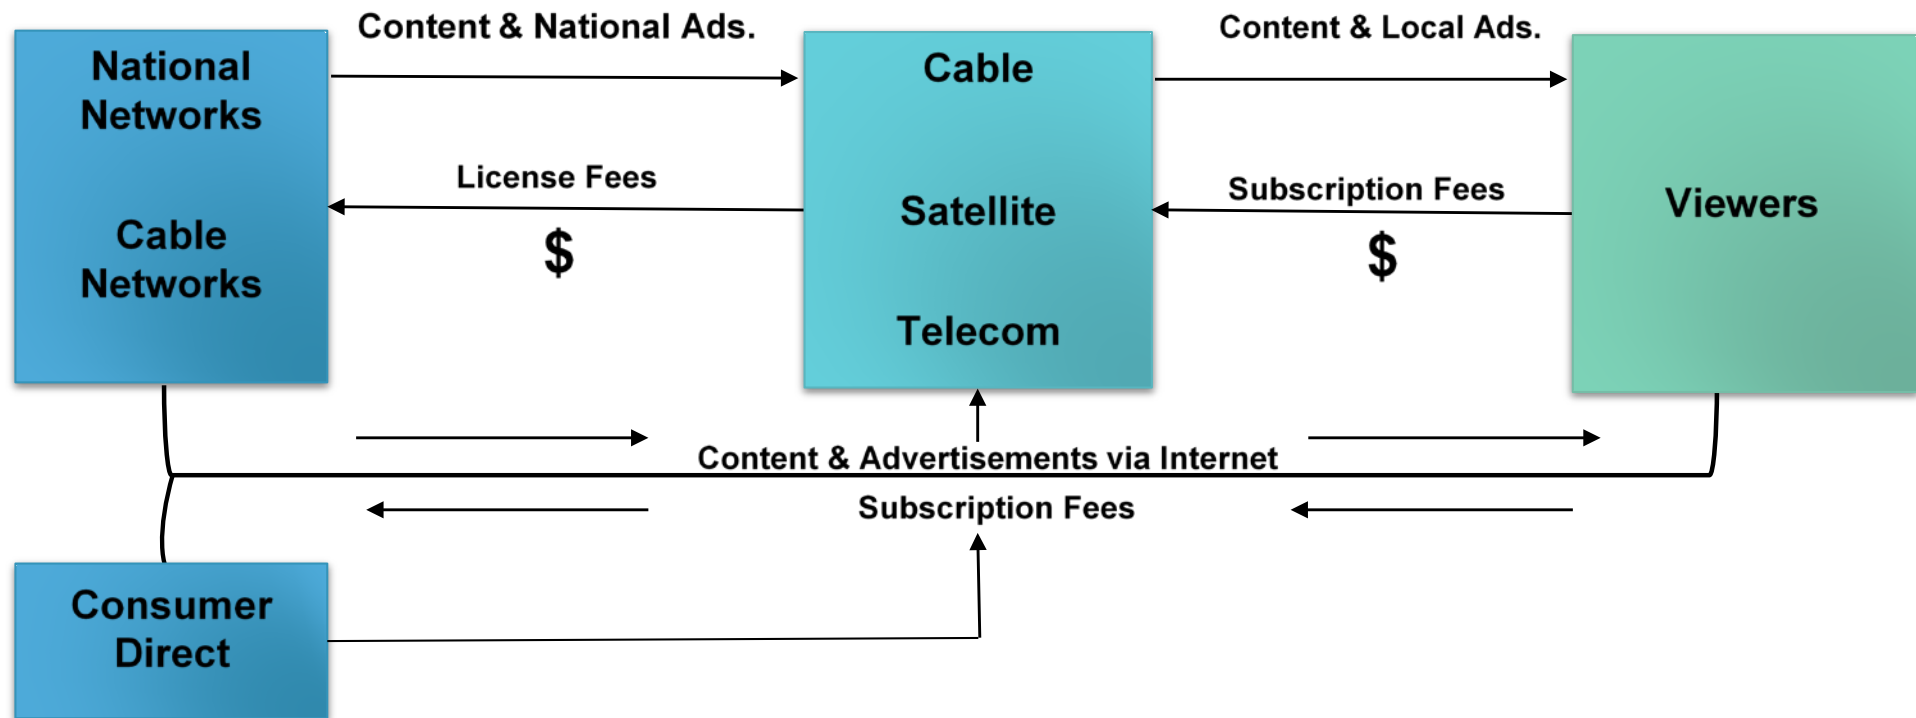 Content & National Ads.
Content & Local Ads.
National
Networks
Cable
Networks
License Fees
$
Cable
Satellite
Telecom
Subscription Fees
$
Viewers
Content & Advertisements via Internet
Subscription Fees
Consumer
Direct